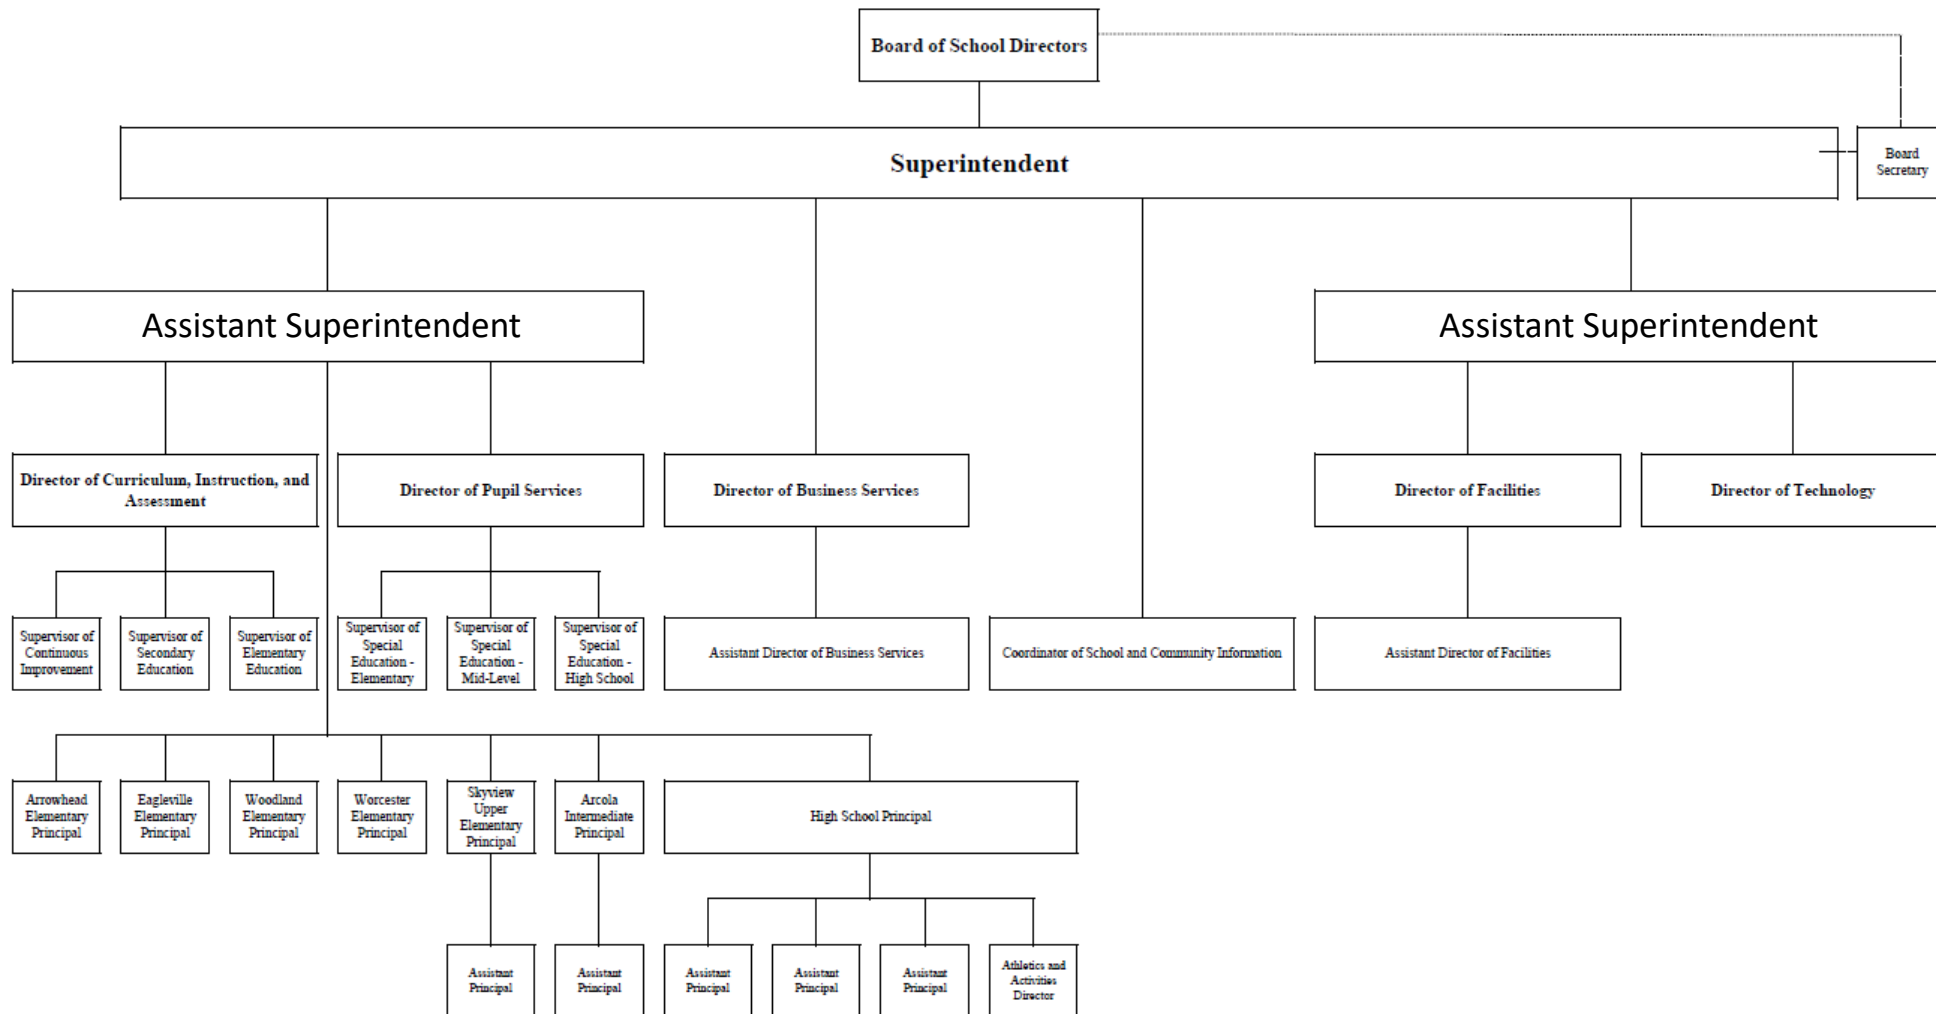 Board of School Directors
Superintendent
Board
Secretary
Assistant Superintendent
Assistant Superintendent
Director of Curriculum, Instruction, and
Assessment
Director of Pupil Services
Director of Business Services
Director of Facilities
Director of Technology
Supervisor of
Continuous
Improvement
Supervisor of
Secondary
Education
Supervisor of
Elementary
Education
Supervisor of
Special
Education -
Elementary
Supervisor of
Special
Education -
Mid-Level
Supervisor of
Special
Education -
High School
Assistant Director of Business Services
Coordinator of School and Community Information
Assistant Director of Facilities
Arrowhead
Elementary
Principal
Eagleville
Elementary
Principal
Woodland
Elementary
Principal
Worcester
Elementary
Principal
Skyview
Upper
Elementary
Principal
Arcola
Intermediate
Principal
High School Principal
Assistant
Principal
Assistant
Principal
Assistant
Principal
Assistant
Principal
Assistant
Principal
Athletics and
Activities
Director